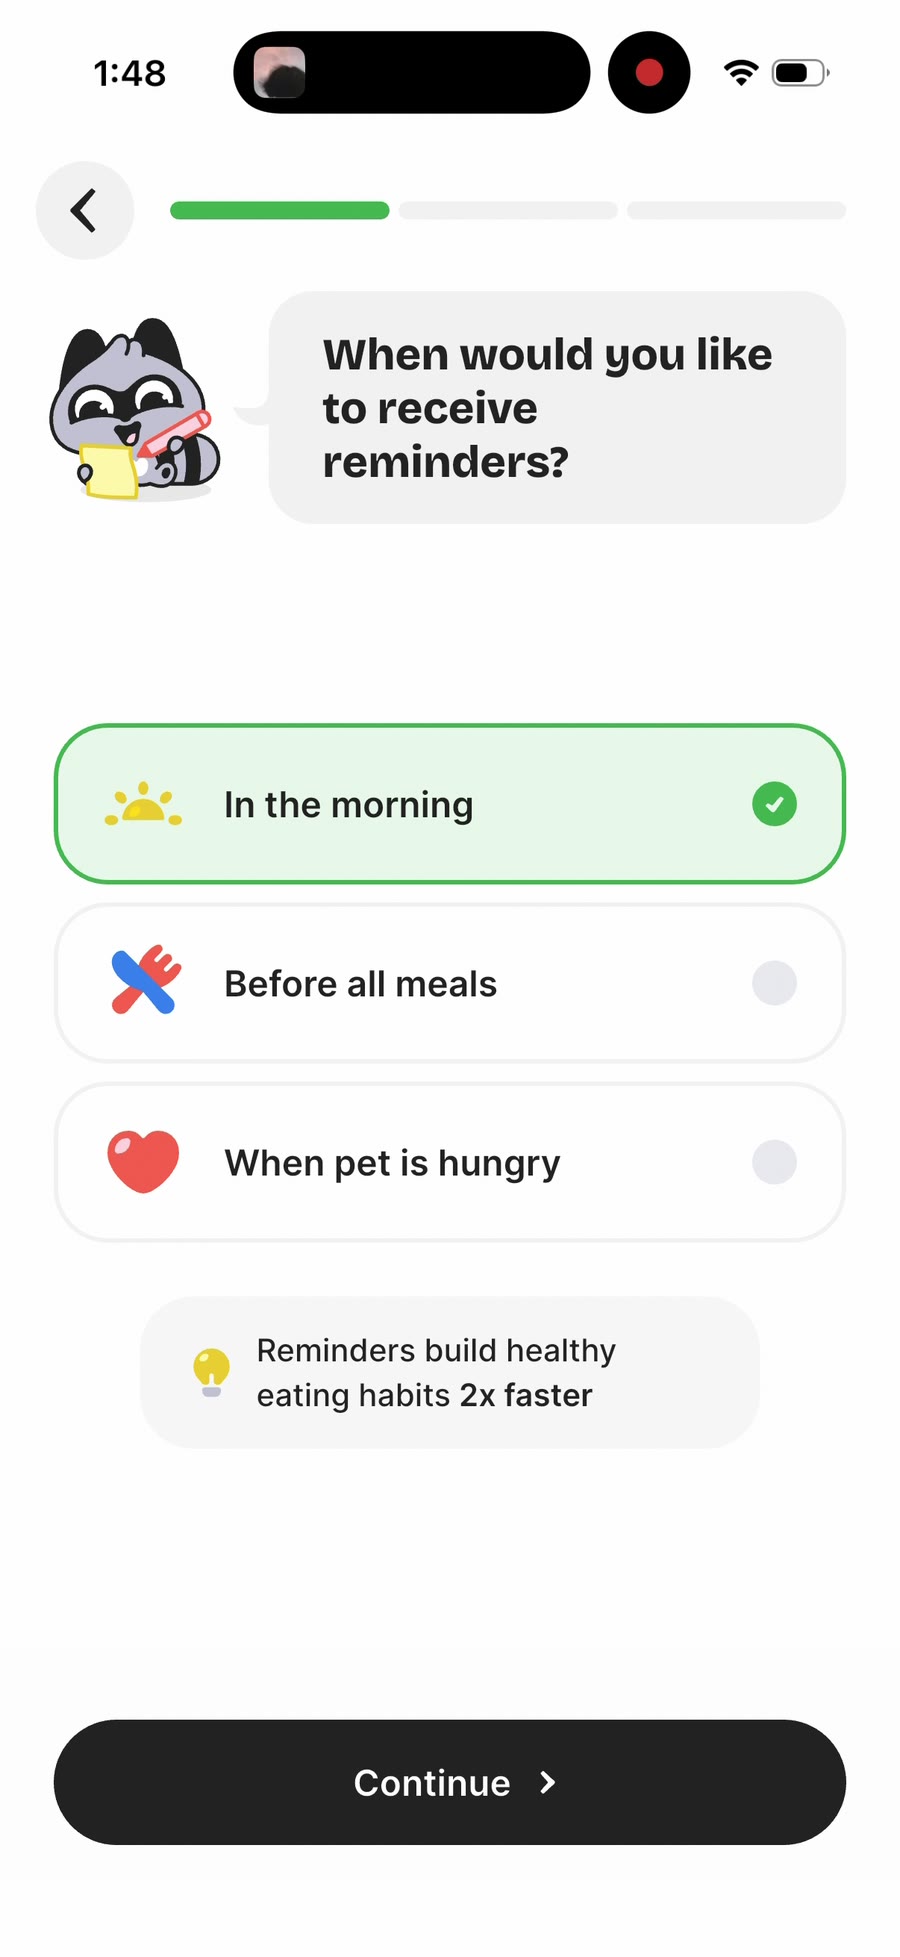 1:48
When would you like
to receive
reminders?
In the morning
Before all meals
When pet is hungry
Reminders build healthy
eating habits 2x faster
Continue